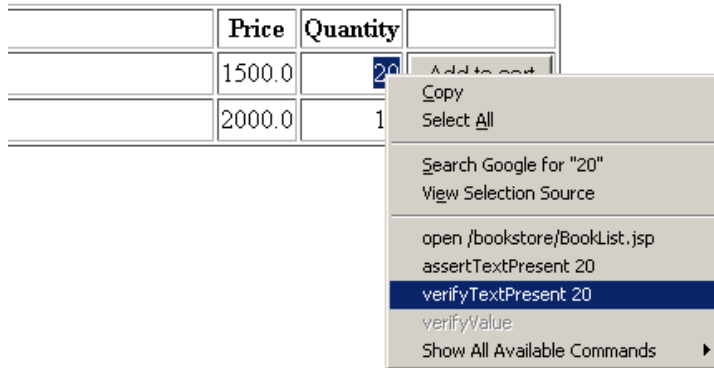 Price Quantity
1500.0 20 Add to cart
2000.0 1
Copy
Select All
Search Google for "20"
View Selection Source
open /bookstore/BookList.jsp
assertTextPresent 20
verifyTextPresent 20
verifyValue
Show All Available Commands